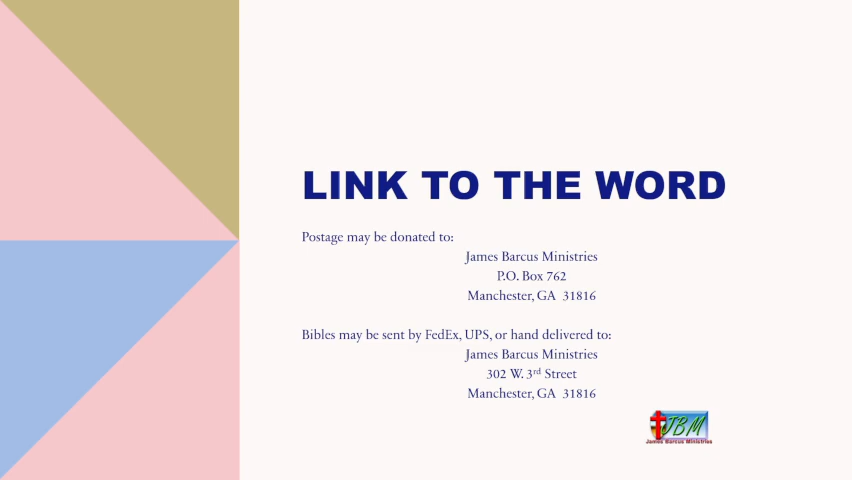 LINK TO THE WORD
Postage may be donated to:
James Barcus Ministries
P.O. Box 762
Manchester, GA 31816
Bibles may be sent by FedEx, UPS, or hand delivered to:
James Barcus Ministries
302 W. 3rd Street
Manchester, GA 31816
JBM
James Barcus Ministries